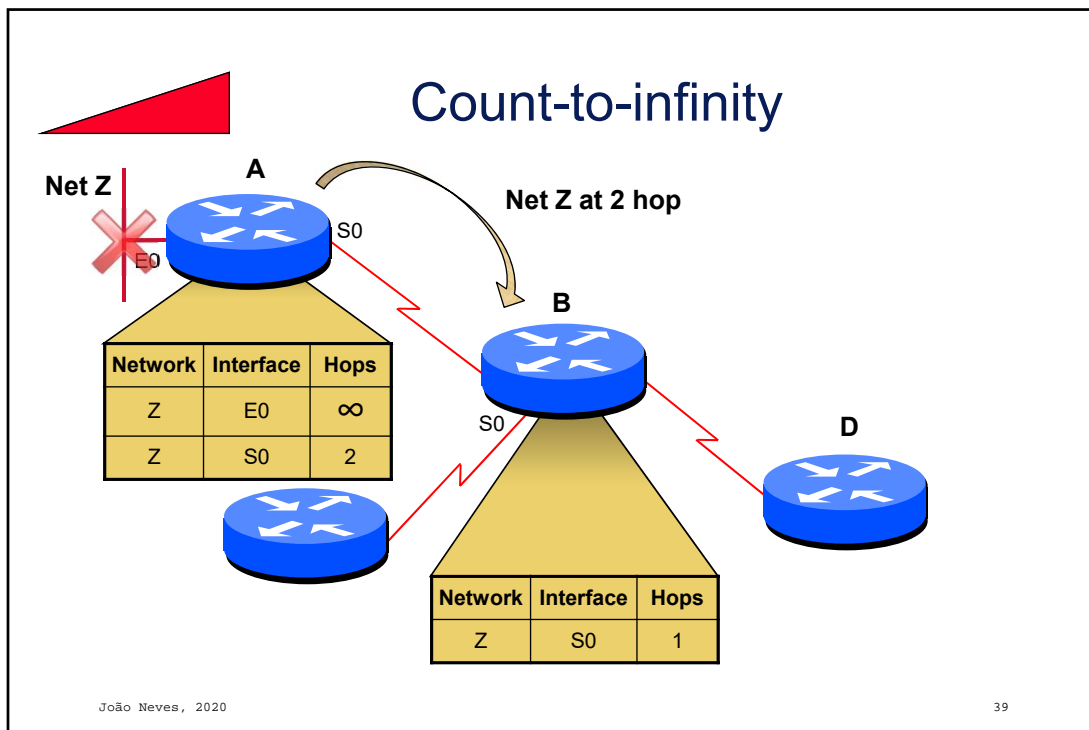 Count-to-infinity
A
Net Z
Net Z at 2 hop
S0
E0
B
Network Interface Hops
Z E0 ∞
Z S0 2
S0
D
Network Interface Hops
Z S0 1
João Neves, 2020
39